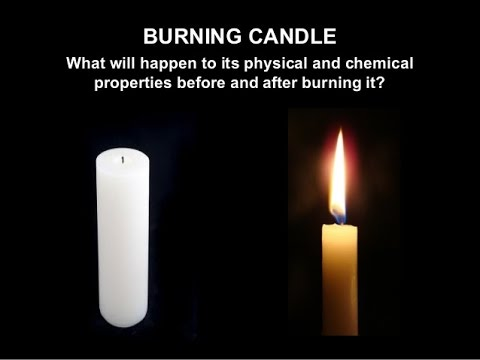 BURNING CANDLE
What will happen to its physical and chemical
properties before and after burning it?